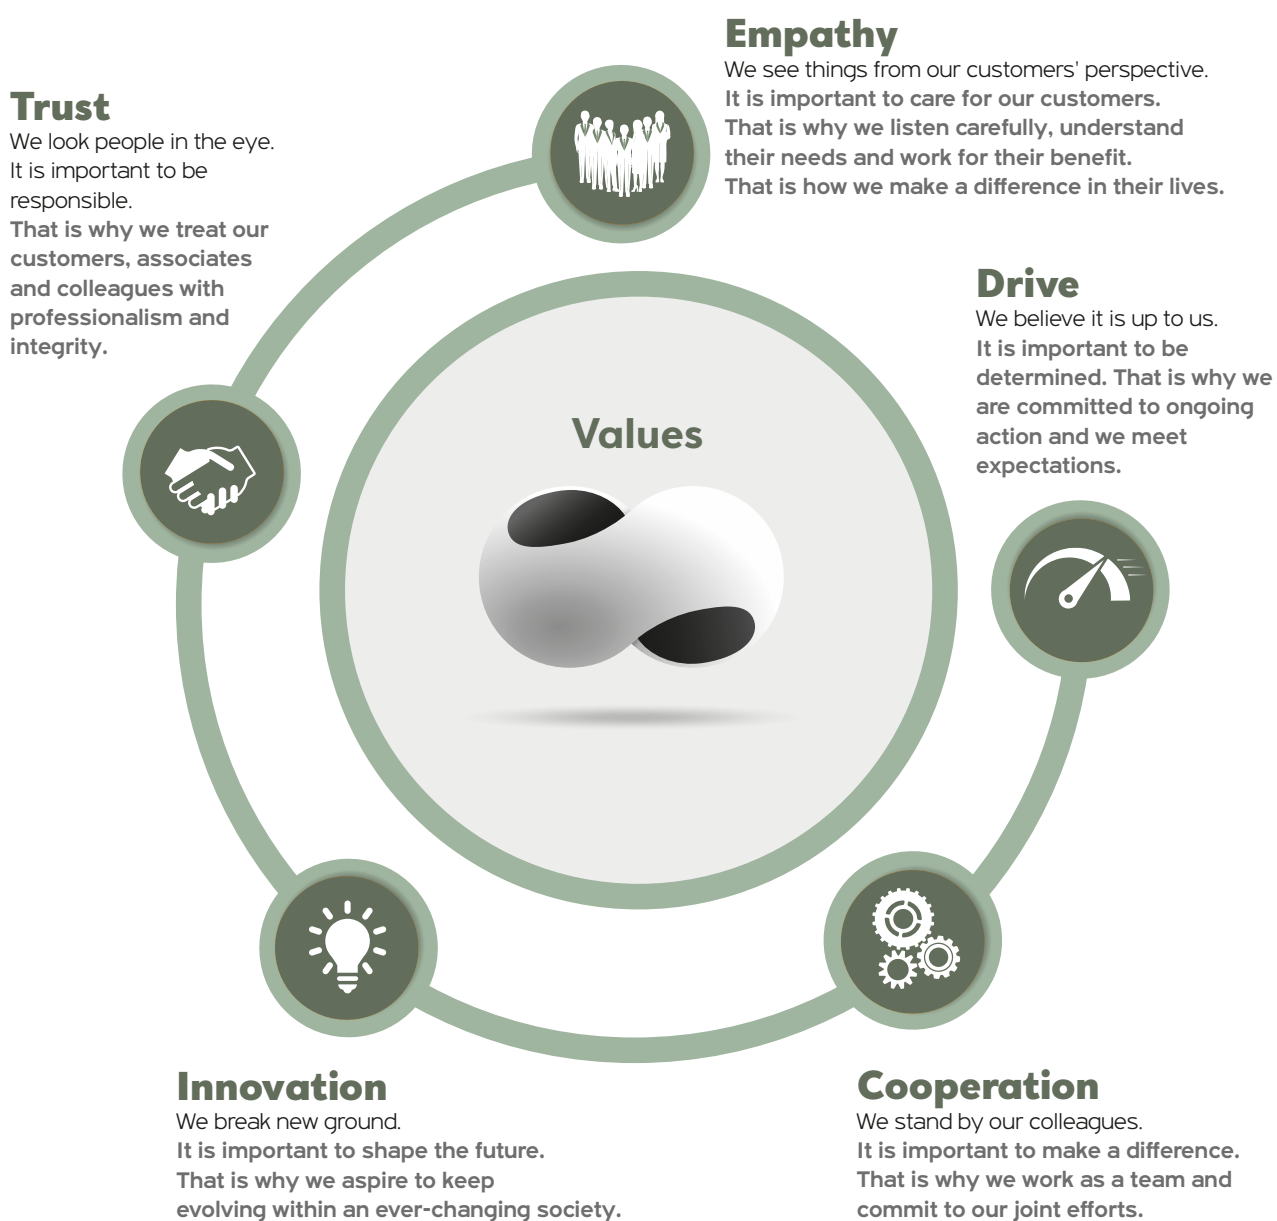 Empathy
We see things from our customers' perspective.
It is important to care for our customers.
That is why we listen carefully, understand
their needs and work for their benefit.
That is how we make a difference in their lives.
Trust
We look people in the eye.
It is important to be
responsible.
That is why we treat our
customers, associates
and colleagues with
professionalism and
integrity.
Drive
We believe it is up to us.
It is important to be
determined. That is why we
are committed to ongoing
action and we meet
expectations.
Values
Innovation
We break new ground.
It is important to shape the future.
That is why we aspire to keep
evolving within an ever-changing society.
Cooperation
We stand by our colleagues.
It is important to make a difference.
That is why we work as a team and
commit to our joint efforts.